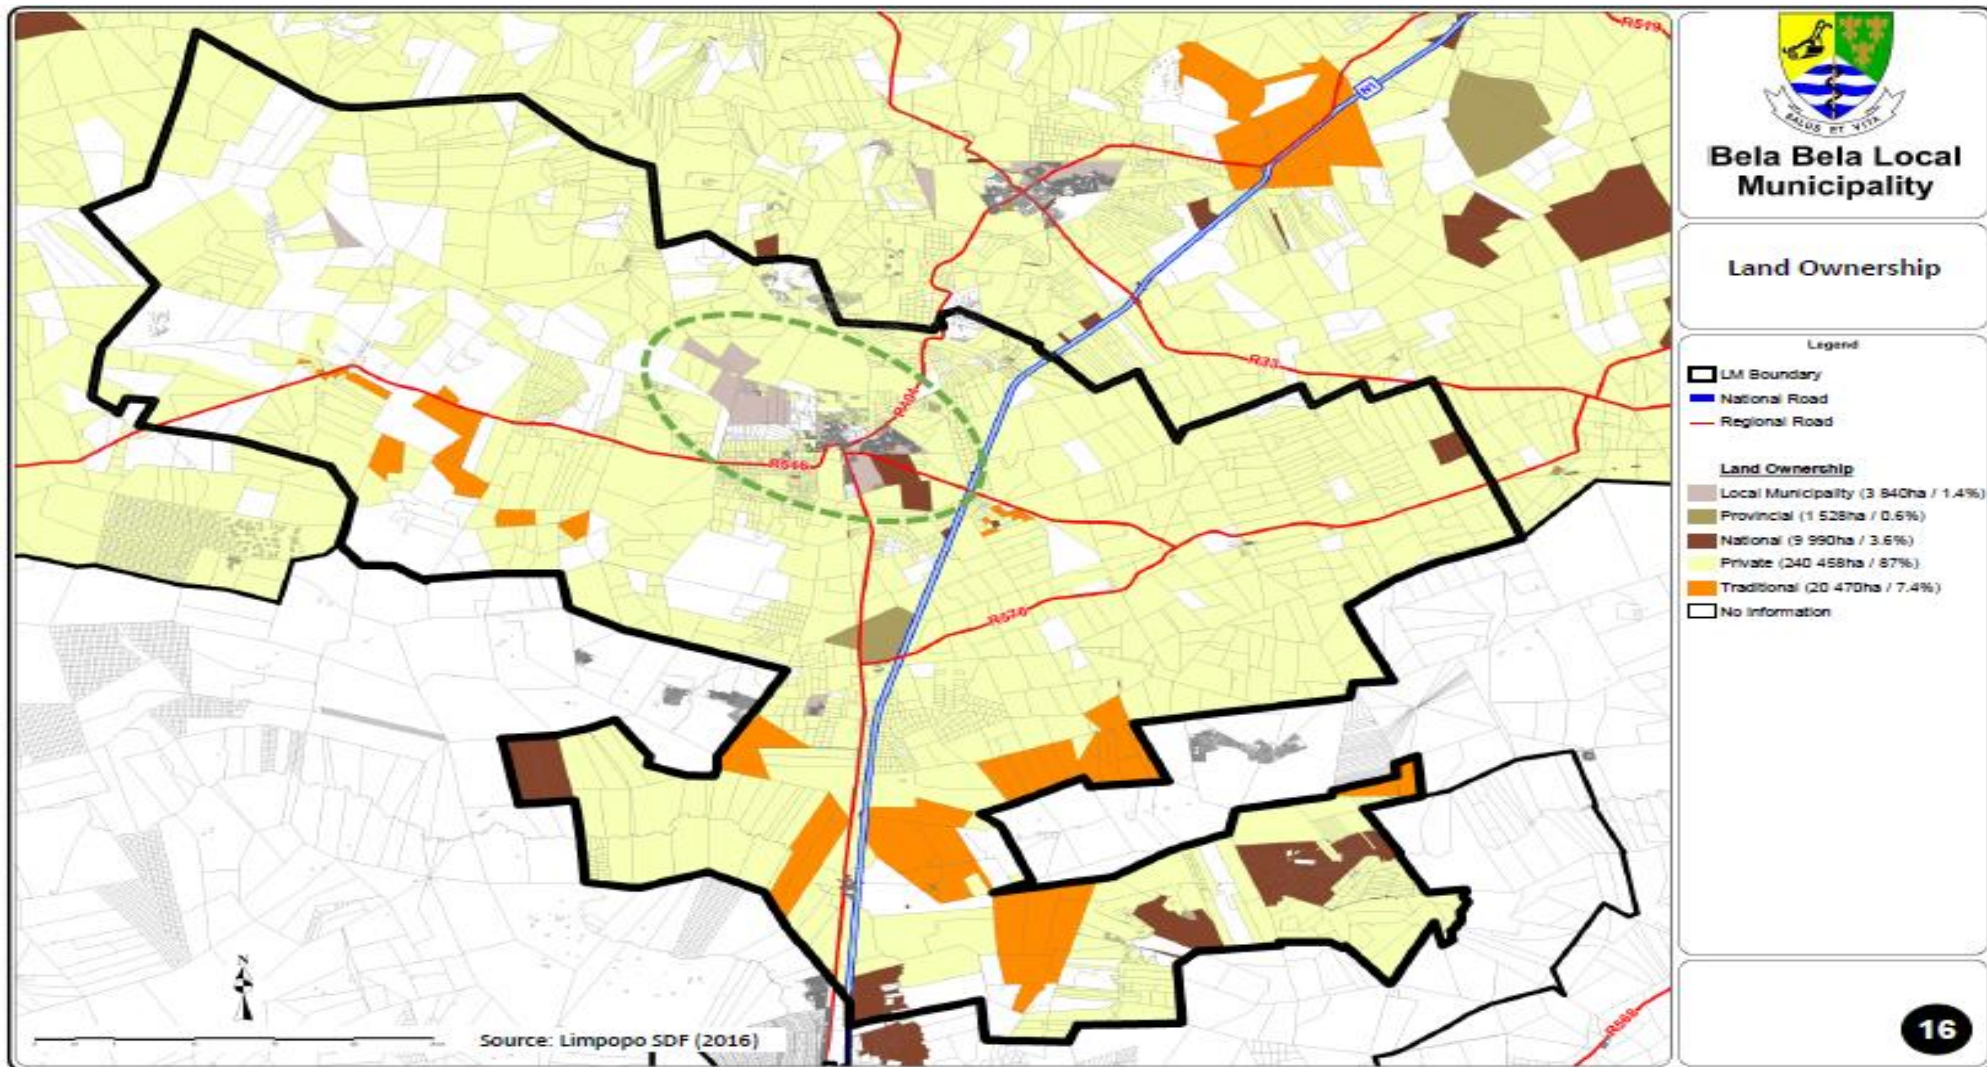 R519
N1
R33
R101
R516
R576
R568
N
Source: Limpopo SDF (2016)
SALUS ET VITA
Bela Bela Local
Municipality
Land Ownership
Legend
LM Boundary
National Road
Regional Road
Land Ownership
Local Municipality (3 840ha / 1.4%)
Provincial (1 528ha / 0.6%)
National (9 990ha / 3.6%)
Private (240 458ha / 87%)
Traditional (20 470ha / 7.4%)
No Information
16